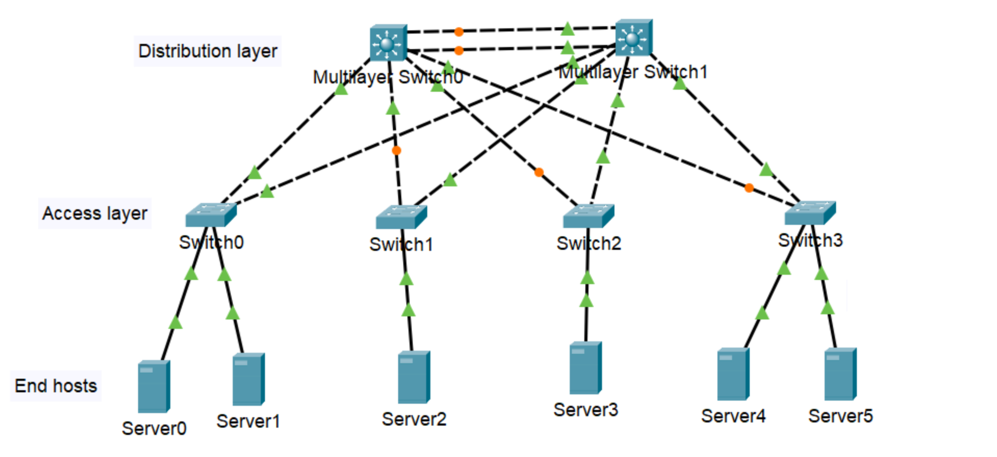 Distribution layer
Multilayer Switch0
Multilayer Switch1
Access layer
Switch0
Switch1
Switch2
Switch3
End hosts
Server0
Server1
Server2
Server3
Server4
Server5